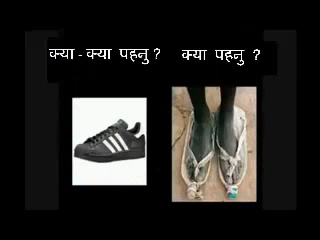 क्या - क्या पहनु ?
क्या पहनु ?